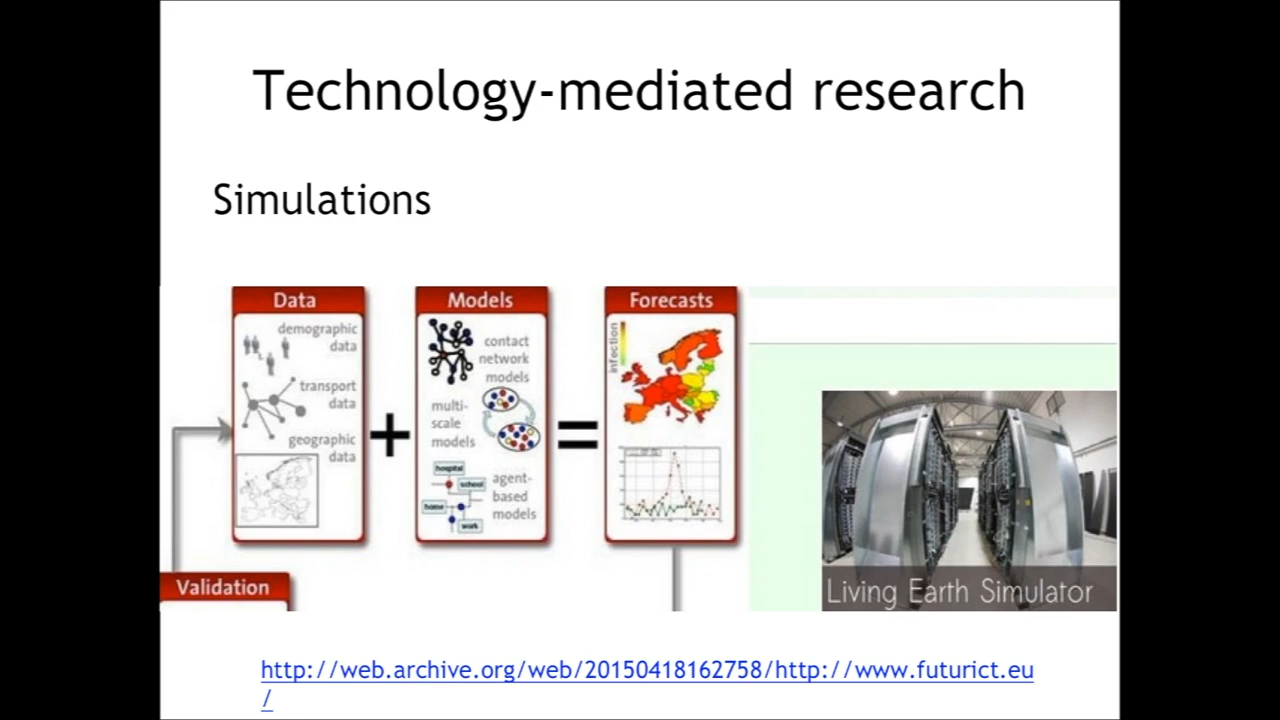 Technology-mediated research
Simulations
Data
demographic
data
transport
data
geographic
data
+
Models
contact
network
models
multi-
scale
models
hospital
school
home
work
agent-
based
models
=
Forecasts
infection
Validation
Living Earth Simulator
http://web.archive.org/web/20150418162758/http://www.futurict.eu
/